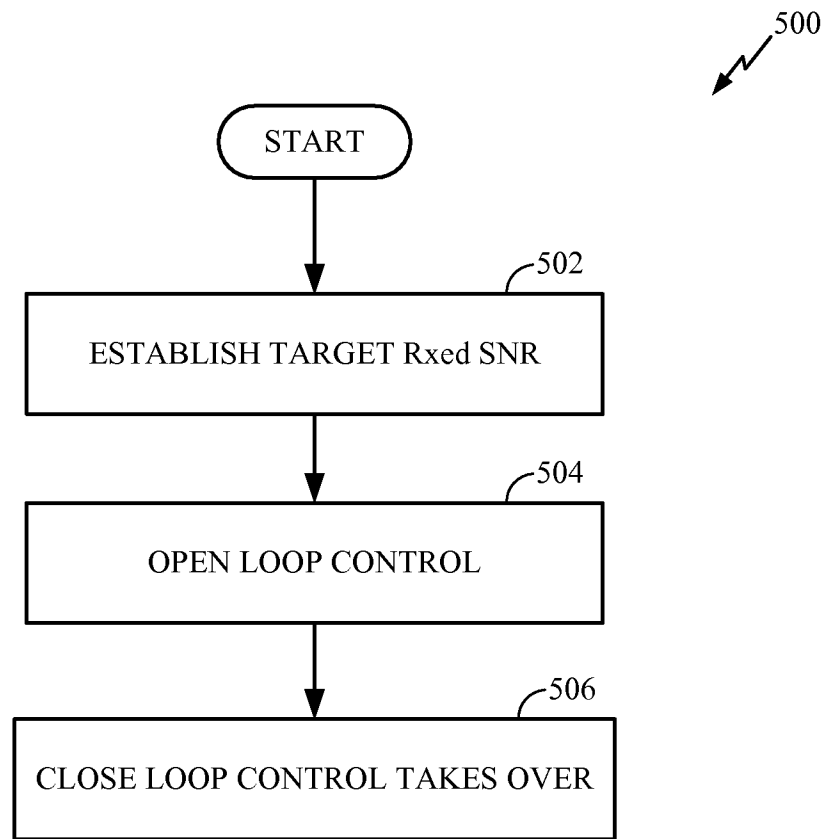 500
START
502
ESTABLISH TARGET Rxed SNR
504
OPEN LOOP CONTROL
506
CLOSE LOOP CONTROL TAKES OVER